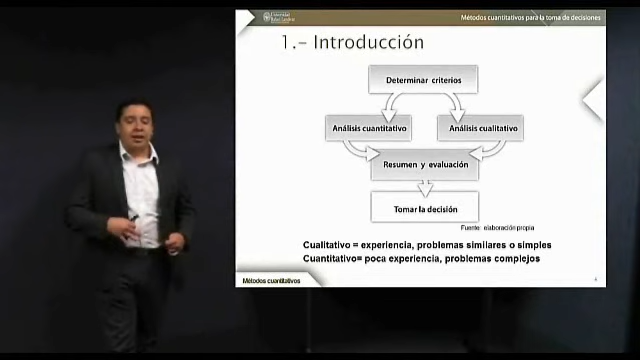 Métodos cuantitativos para la toma de decisiones
1.- Introducción
Determinar criterios
Análisis cuantitativo
Análisis cualitativo
Resumen y evaluación
Tomar la decisión
Fuente: elaboración propia
Cualitativo = experiencia, problemas similares o simples
Cuantitativo= poca experiencia, problemas complejos
Métodos cuantitativos